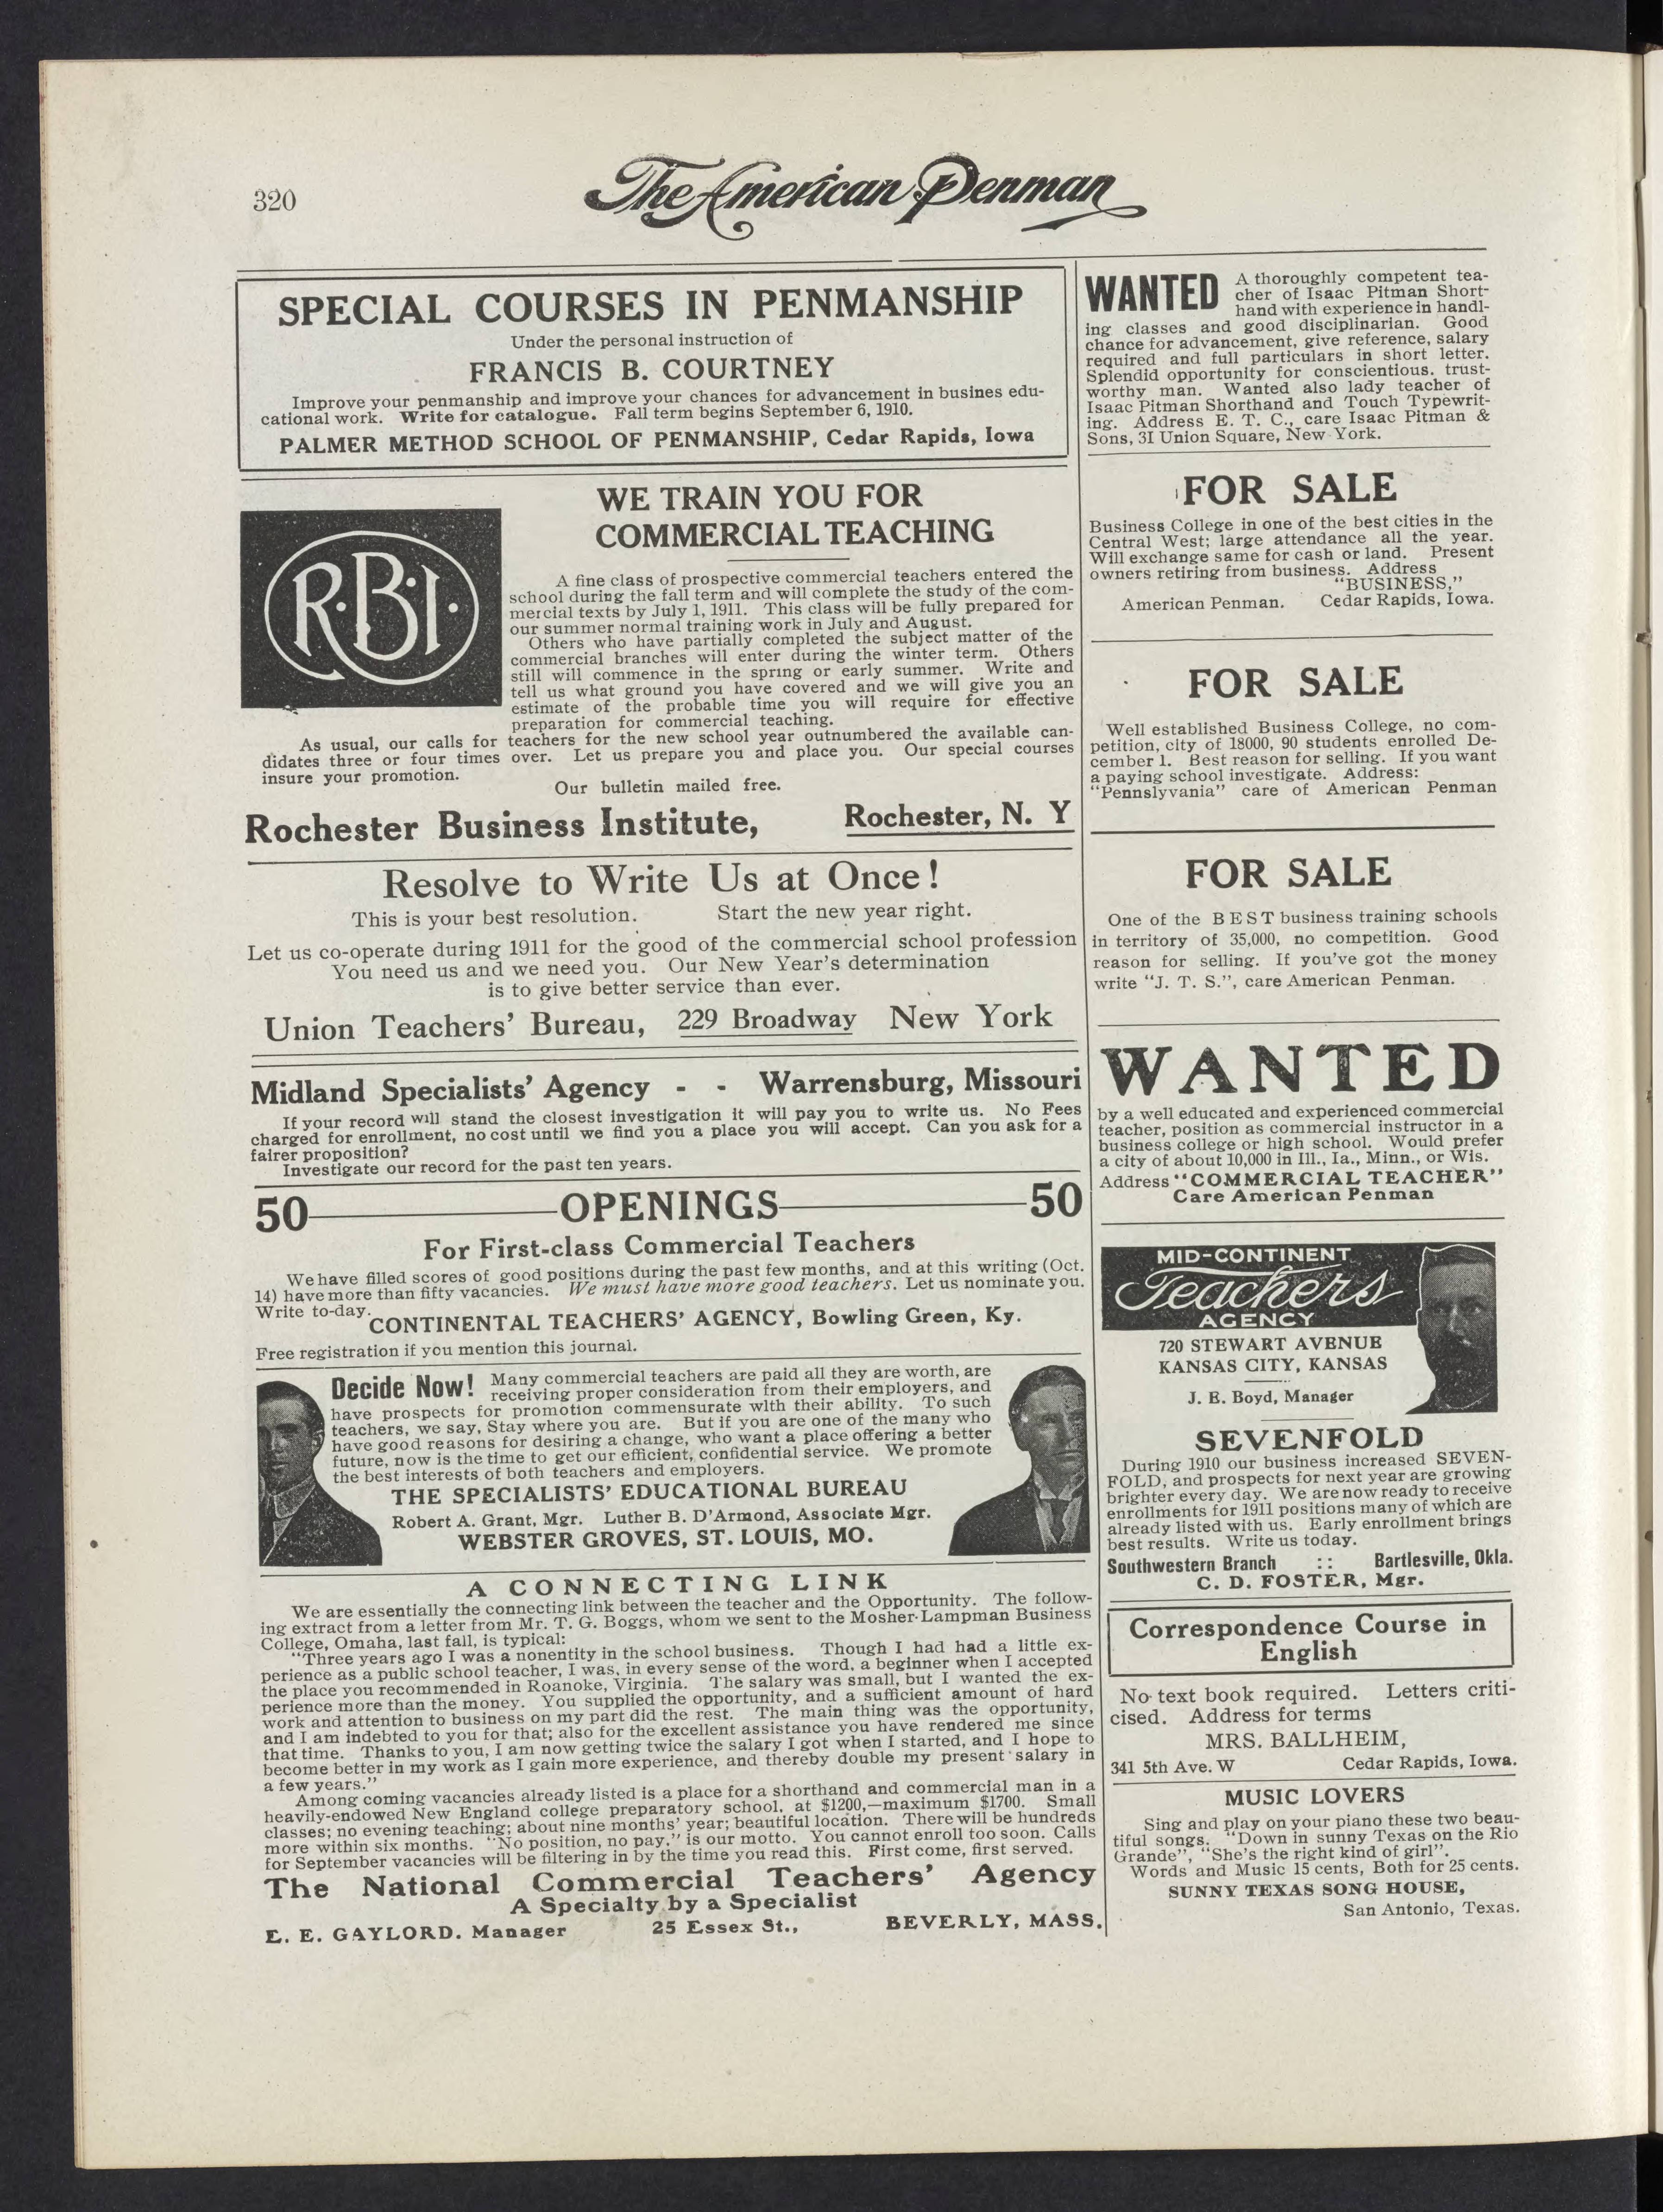 320
The American Penman
SPECIAL COURSES IN PENMANSHIP
Under the personal instruction of
FRANCIS B. COURTNEY
Improve your penmanship and improve your chances for advancement in busines edu-
cational work. Write for catalogue. Fall term begins September 6, 1910.
PALMER METHOD SCHOOL OF PENMANSHIP, Cedar Rapids, Iowa
R.B.I.
WE TRAIN YOU FOR
COMMERCIAL TEACHING
A fine class of prospective commercial teachers entered the
school during the fall term and will complete the study of the com-
mercial texts by July 1, 1911. This class will be fully prepared for
our summer normal training work in July and August.
Others who have partially completed the subject matter of the
commercial branches will enter during the winter term. Others
still will commence in the spring or early summer. Write and
tell us what ground you have covered and we will give you an
estimate of the probable time you will require for effective
preparation for commercial teaching.
As usual, our calls for teachers for the new school year outnumbered the available can-
didates three or four times over. Let us prepare you and place you. Our special courses
insure your promotion.
Our bulletin mailed free.
Rochester Business Institute, Rochester, N. Y
Resolve to Write Us at Once!
This is your best resolution. Start the new year right.
Let us co-operate during 1911 for the good of the commercial school profession
You need us and we need you. Our New Year's determination
is to give better service than ever.
Union Teachers' Bureau, 229 Broadway New York
Midland Specialists' Agency - - Warrensburg, Missouri
If your record will stand the closest investigation it will pay you to write us. No Fees
charged for enrollment, no cost until we find you a place you will accept. Can you ask for a
fairer proposition?
Investigate our record for the past ten years.
50 OPENINGS 50
For First-class Commercial Teachers
We have filled scores of good positions during the past few months, and at this writing (Oct.
14) have more than fifty vacancies. We must have more good teachers. Let us nominate you.
Write to-day.
CONTINENTAL TEACHERS' AGENCY, Bowling Green, Ky.
Free registration if you mention this journal.
Decide Now! Many commercial teachers are paid all they are worth, are
receiving proper consideration from their employers, and
have prospects for promotion commensurate with their ability. To such
teachers, we say, Stay where you are. But if you are one of the many who
have good reasons for desiring a change, who want a place offering a better
future, now is the time to get our efficient, confidential service. We promote
the best interests of both teachers and employers.
THE SPECIALISTS' EDUCATIONAL BUREAU
Robert A. Grant, Mgr. Luther B. D'Armond, Associate Mgr.
WEBSTER GROVES, ST. LOUIS, MO.
A CONNECTING LINK
We are essentially the connecting link between the teacher and the Opportunity. The follow-
ing extract from a letter from Mr. T. G. Boggs, whom we sent to the Mosher-Lampman Business
College, Omaha, last fall, is typical:
"Three years ago I was a nonentity in the school business. Though I had had a little ex-
perience as a public school teacher, I was, in every sense of the word, a beginner when I accepted
the place you recommended in Roanoke, Virginia. The salary was small, but I wanted the ex-
perience more than the money. You supplied the opportunity, and a sufficient amount of hard
work and attention to business on my part did the rest. The main thing was the opportunity,
and I am indebted to you for that; also for the excellent assistance you have rendered me since
that time. Thanks to you, I am now getting twice the salary I got when I started, and I hope to
become better in my work as I gain more experience, and thereby double my present salary in
a few years."
Among coming vacancies already listed is a place for a shorthand and commercial man in a
heavily-endowed New England college preparatory school, at $1200,—maximum $1700. Small
classes; no evening teaching; about nine months' year; beautiful location. There will be hundreds
more within six months. "No position, no pay," is our motto. You cannot enroll too soon. Calls
for September vacancies will be filtering in by the time you read this. First come, first served.
The National Commercial Teachers' Agency
A Specialty by a Specialist
E. E. GAYLORD. Manager 25 Essex St., BEVERLY, MASS.
WANTED A thoroughly competent tea-
cher of Isaac Pitman Short-
hand with experience in handl-
ing classes and good disciplinarian. Good
chance for advancement, give reference, salary
required and full particulars in short letter.
Splendid opportunity for conscientious, trust-
worthy man. Wanted also lady teacher of
Isaac Pitman Shorthand and Touch Typewrit-
ing. Address E. T. C., care Isaac Pitman &
Sons, 31 Union Square, New York.
FOR SALE
Business College in one of the best cities in the
Central West; large attendance all the year.
Will exchange same for cash or land. Present
owners retiring from business. Address
"BUSINESS,"
American Penman. Cedar Rapids, Iowa.
FOR SALE
Well established Business College, no com-
petition, city of 18000, 90 students enrolled De-
cember 1. Best reason for selling. If you want
a paying school investigate. Address:
"Pennslyvania" care of American Penman
FOR SALE
One of the BEST business training schools
in territory of 35,000, no competition. Good
reason for selling. If you've got the money
write "J. T. S.", care American Penman.
WANTED
by a well educated and experienced commercial
teacher, position as commercial instructor in a
business college or high school. Would prefer
a city of about 10,000 in Ill., Ia., Minn., or Wis.
Address "COMMERCIAL TEACHER"
Care American Penman
MID-CONTINENT
Teachers
AGENCY
720 STEWART AVENUE
KANSAS CITY, KANSAS
J. E. Boyd, Manager
SEVENFOLD
During 1910 our business increased SEVEN-
FOLD, and prospects for next year are growing
brighter every day. We are now ready to receive
enrollments for 1911 positions many of which are
already listed with us. Early enrollment brings
best results. Write us today.
Southwestern Branch :: Bartlesville, Okla.
C. D. FOSTER, Mgr.
Correspondence Course in
English
No text book required. Letters criti-
cised. Address for terms
MRS. BALLHEIM,
341 5th Ave. W Cedar Rapids, Iowa.
MUSIC LOVERS
Sing and play on your piano these two beau-
tiful songs. "Down in sunny Texas on the Rio
Grande", "She's the right kind of girl".
Words and Music 15 cents, Both for 25 cents.
SUNNY TEXAS SONG HOUSE,
San Antonio, Texas.